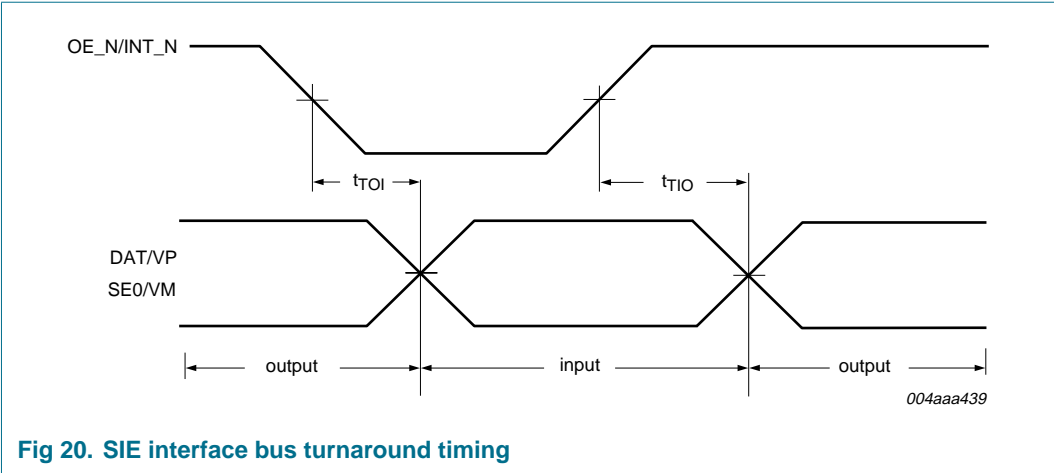 OE_N/INT_N
tTOI
tTIO
DAT/VP
SE0/VM
output
input
output
004aaa439
Fig 20. SIE interface bus turnaround timing